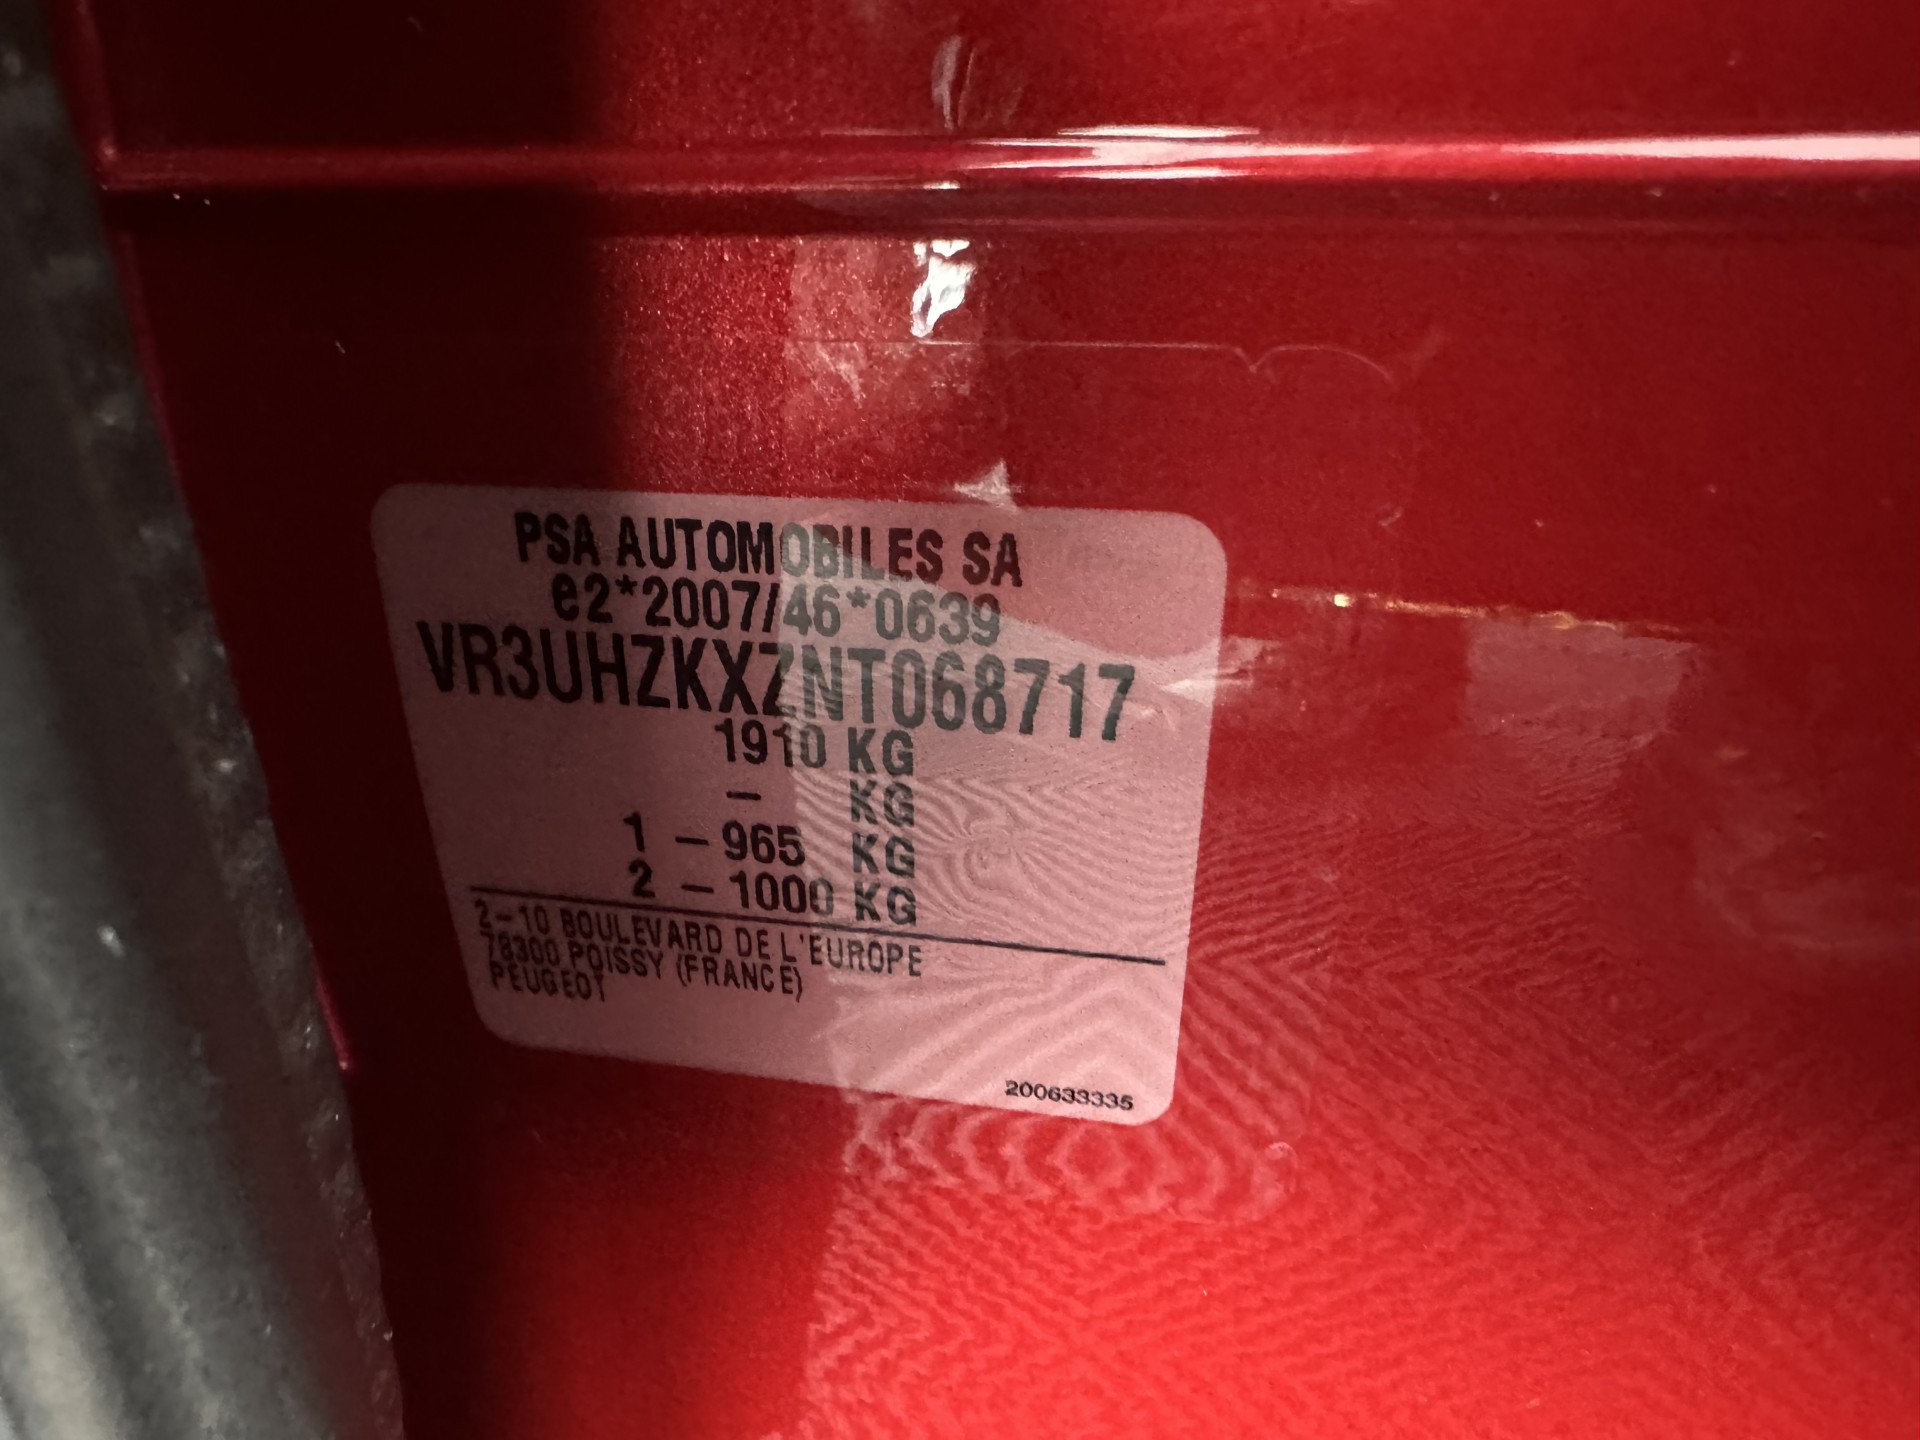 PSA AUTOMOBILES SA
e2*2007/46*0639
VR3UHZKXZNT068717
1910 KG
- KG
1 - 965 KG
2 - 1000 KG
2-10 BOULEVARD DE L'EUROPE
78300 POISSY (FRANCE)
PEUGEOT
200633335